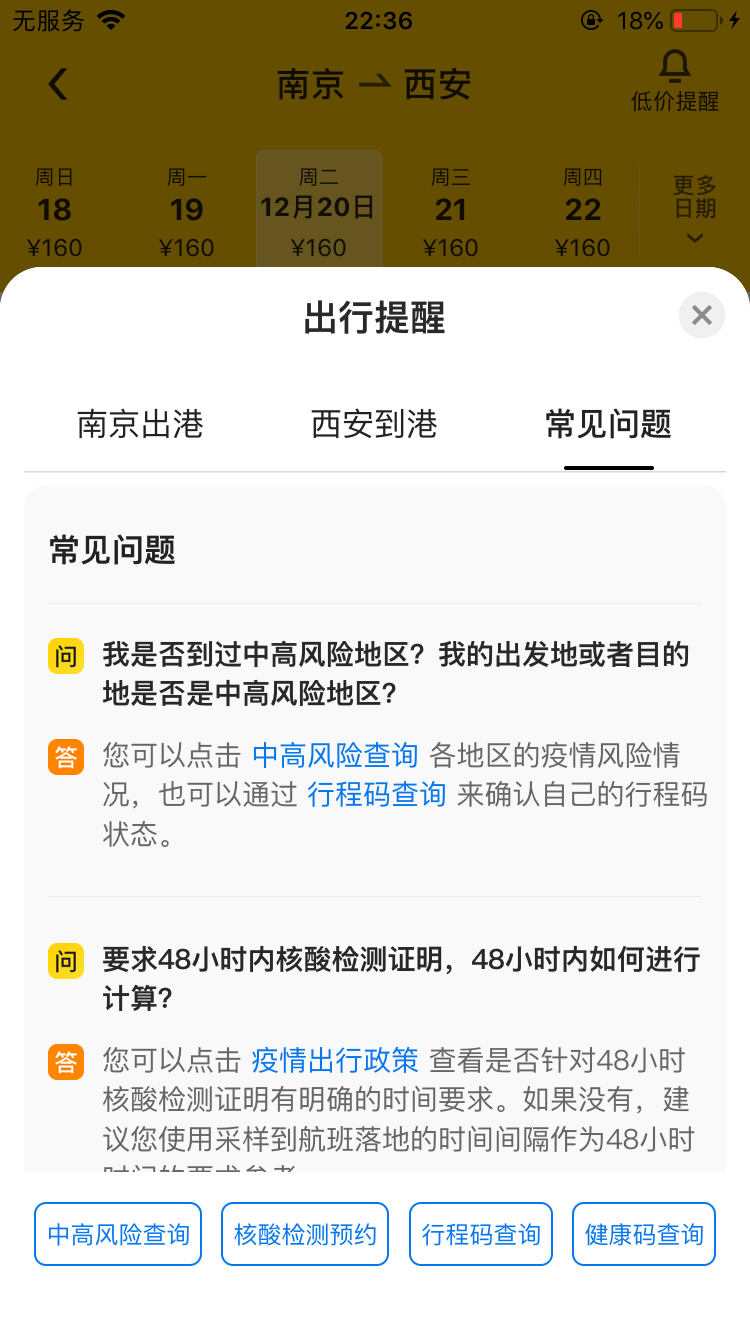 无服务 22:36 18%
南京 西安
低价提醒
周日 周一 周二 周三 周四 更多
18 19 12月20日 21 22 日期
¥160 ¥160 ¥160 ¥160 ¥160
出行提醒
南京出港 西安到港 常见问题
常见问题
问 我是否到过中高风险地区？我的出发地或者目的
地是否是中高风险地区？
答 您可以点击 中高风险查询 各地区的疫情风险情
况，也可以通过 行程码查询 来确认自己的行程码
状态。
问 要求48小时内核酸检测证明，48小时内如何进行
计算？
答 您可以点击 疫情出行政策 查看是否针对48小时
核酸检测证明有明确的时间要求。如果没有，建
议您使用采样到航班落地的时间间隔作为48小时
中高风险查询 核酸检测预约 行程码查询 健康码查询